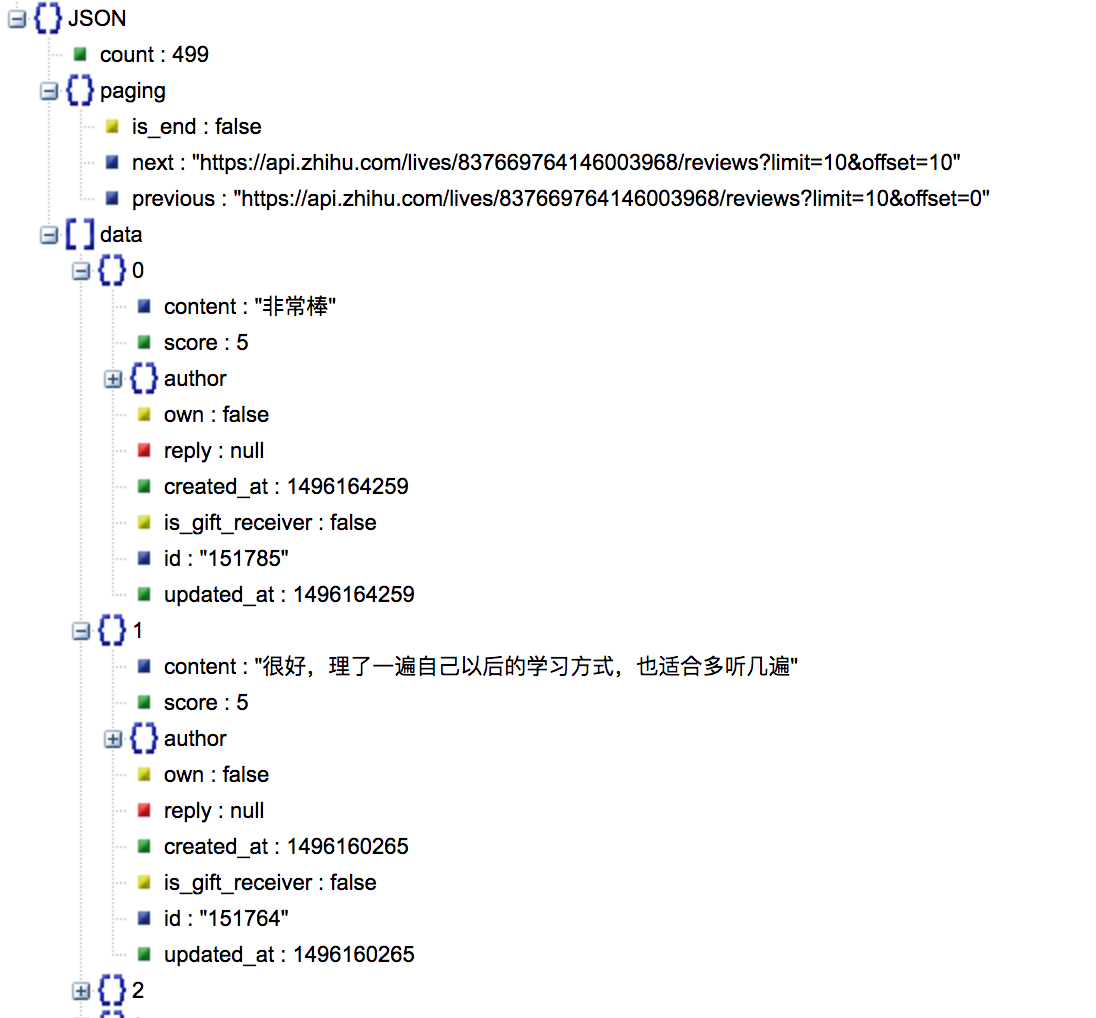 JSON
count : 499
paging
is_end : false
next : "https://api.zhihu.com/lives/837669764146003968/reviews?limit=10&offset=10"
previous : "https://api.zhihu.com/lives/837669764146003968/reviews?limit=10&offset=0"
data
0
content : "非常棒"
score : 5
author
own : false
reply : null
created_at : 1496164259
is_gift_receiver : false
id : "151785"
updated_at : 1496164259
1
content : "很好，理了一遍自己以后的学习方式，也适合多听几遍"
score : 5
author
own : false
reply : null
created_at : 1496160265
is_gift_receiver : false
id : "151764"
updated_at : 1496160265
2